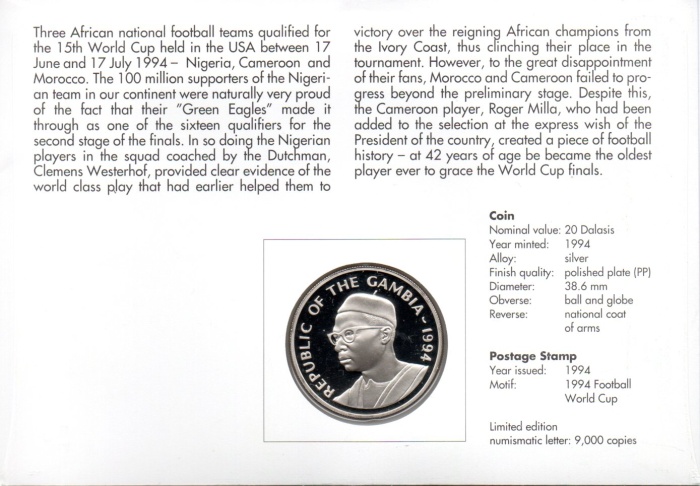 Three African national football teams qualified for
the 15th World Cup held in the USA between 17
June and 17 July 1994 – Nigeria, Cameroon and
Morocco. The 100 million supporters of the Nigeri-
an team in our continent were naturally very proud
of the fact that their "Green Eagles" made it
through as one of the sixteen qualifiers for the
second stage of the finals. In so doing the Nigerian
players in the squad coached by the Dutchman,
Clemens Westerhof, provided clear evidence of the
world class play that had earlier helped them to
victory over the reigning African champions from
the Ivory Coast, thus clinching their place in the
tournament. However, to the great disappointment
of their fans, Morocco and Cameroon failed to pro-
gress beyond the preliminary stage. Despite this,
the Cameroon player, Roger Milla, who had been
added to the selection at the express wish of the
President of the country, created a piece of football
history – at 42 years of age be became the oldest
player ever to grace the World Cup finals.
REPUBLIC OF THE GAMBIA ~ 1994
Coin
Nominal value: 20 Dalasis
Year minted: 1994
Alloy: silver
Finish quality: polished plate (PP)
Diameter: 38.6 mm
Obverse: ball and globe
Reverse: national coat
of arms
Postage Stamp
Year issued: 1994
Motif: 1994 Football
World Cup
Limited edition
numismatic letter: 9,000 copies